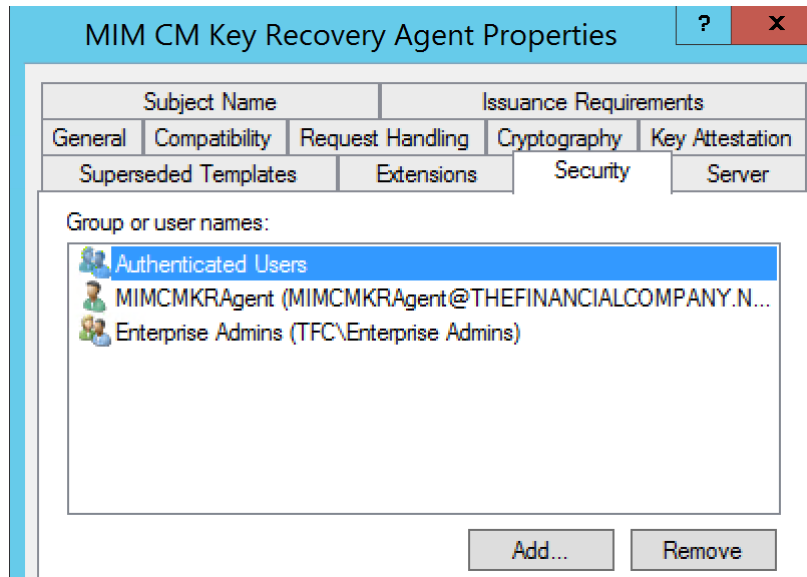 MIM CM Key Recovery Agent Properties ? x
Subject Name Issuance Requirements
General Compatibility Request Handling Cryptography Key Attestation
Superseded Templates Extensions Security Server
Group or user names:
Authenticated Users
MIMCMKRAgent (MIMCMKRAgent@THEFINANCIALCOMPANY.N...
Enterprise Admins (TFC\Enterprise Admins)
Add... Remove